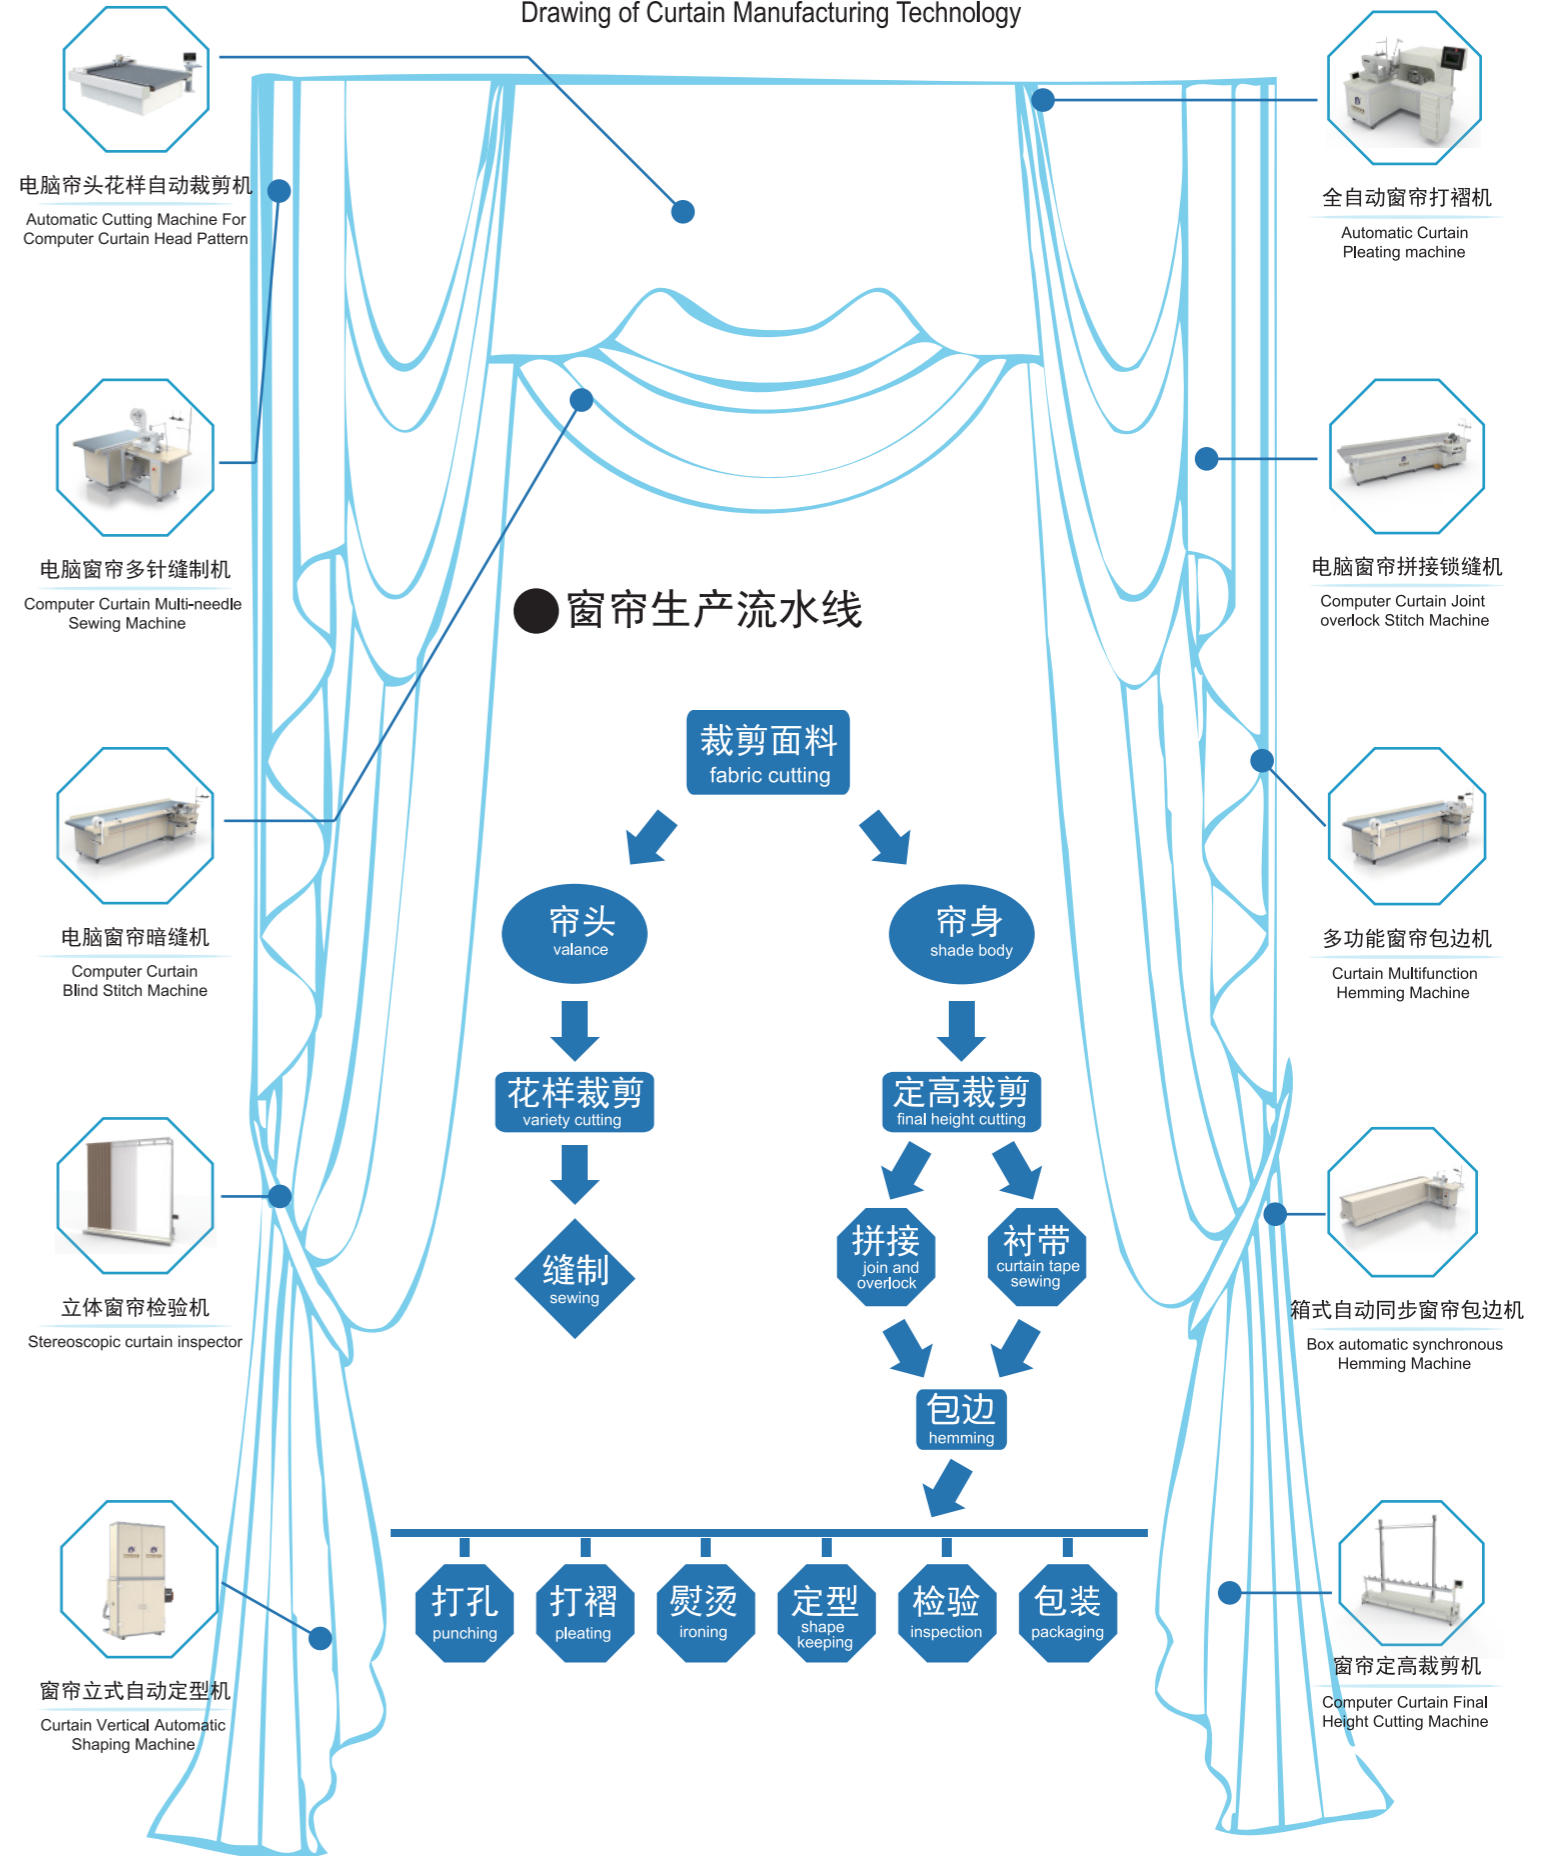 Drawing of Curtain Manufacturing Technology
电脑帘头花样自动裁剪机
Automatic Cutting Machine For
Computer Curtain Head Pattern
全自动窗帘打褶机
Automatic Curtain
Pleating machine
电脑窗帘多针缝制机
Computer Curtain Multi-needle
Sewing Machine
电脑窗帘拼接锁缝机
Computer Curtain Joint
overlock Stitch Machine
电脑窗帘暗缝机
Computer Curtain
Blind Stitch Machine
多功能窗帘包边机
Curtain Multifunction
Hemming Machine
立体窗帘检验机
Stereoscopic curtain inspector
箱式自动同步窗帘包边机
Box automatic synchronous
Hemming Machine
窗帘立式自动定型机
Curtain Vertical Automatic
Shaping Machine
窗帘定高裁剪机
Computer Curtain Final
Height Cutting Machine
●窗帘生产流水线
裁剪面料
fabric cutting
帘头
valance
帘身
shade body
花样裁剪
variety cutting
定高裁剪
final height cutting
缝制
sewing
拼接
join and
overlock
衬带
curtain tape
sewing
包边
hemming
打孔
punching
打褶
pleating
熨烫
ironing
定型
shape
keeping
检验
inspection
包装
packaging